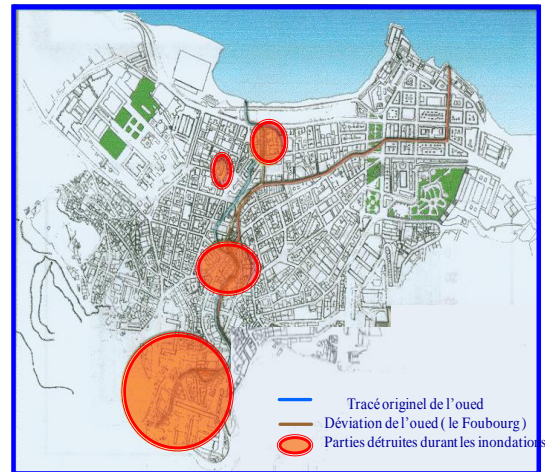 Tracé originel de l'oued
Déviation de l'oued ( le Foubourg )
Parties détruites durant les inondations